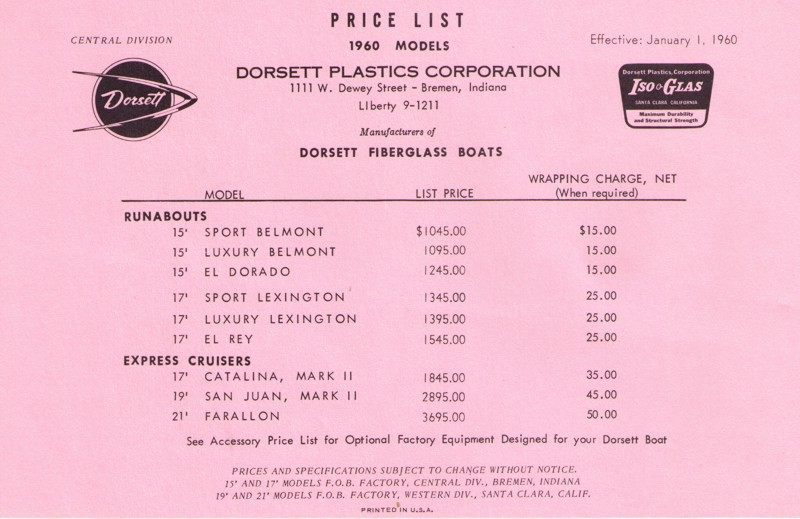 PRICE LIST
CENTRAL DIVISION
1960 MODELS
Effective: January 1, 1960
DORSETT PLASTICS CORPORATION
1111 W. Dewey Street - Bremen, Indiana
LIberty 9-1211
Dorsett
Dorsett Plastics, Corporation
ISO-O-GLAS
SANTA CLARA CALIFORNIA
Maximum Durability
and Structural Strength
Manufacturers of
DORSETT FIBERGLASS BOATS
MODEL LIST PRICE WRAPPING CHARGE, NET (When required)
RUNABOUTS
15' SPORT BELMONT $1045.00 $15.00
15' LUXURY BELMONT 1095.00 15.00
15' EL DORADO 1245.00 15.00
17' SPORT LEXINGTON 1345.00 25.00
17' LUXURY LEXINGTON 1395.00 25.00
17' EL REY 1545.00 25.00
EXPRESS CRUISERS
17' CATALINA, MARK II 1845.00 35.00
19' SAN JUAN, MARK II 2895.00 45.00
21' FARALLON 3695.00 50.00
See Accessory Price List for Optional Factory Equipment Designed for your Dorsett Boat
PRICES AND SPECIFICATIONS SUBJECT TO CHANGE WITHOUT NOTICE.
15' AND 17' MODELS F.O.B. FACTORY, CENTRAL DIV., BREMEN, INDIANA
19' AND 21' MODELS F.O.B. FACTORY, WESTERN DIV., SANTA CLARA, CALIF.
PRINTED IN U.S.A.